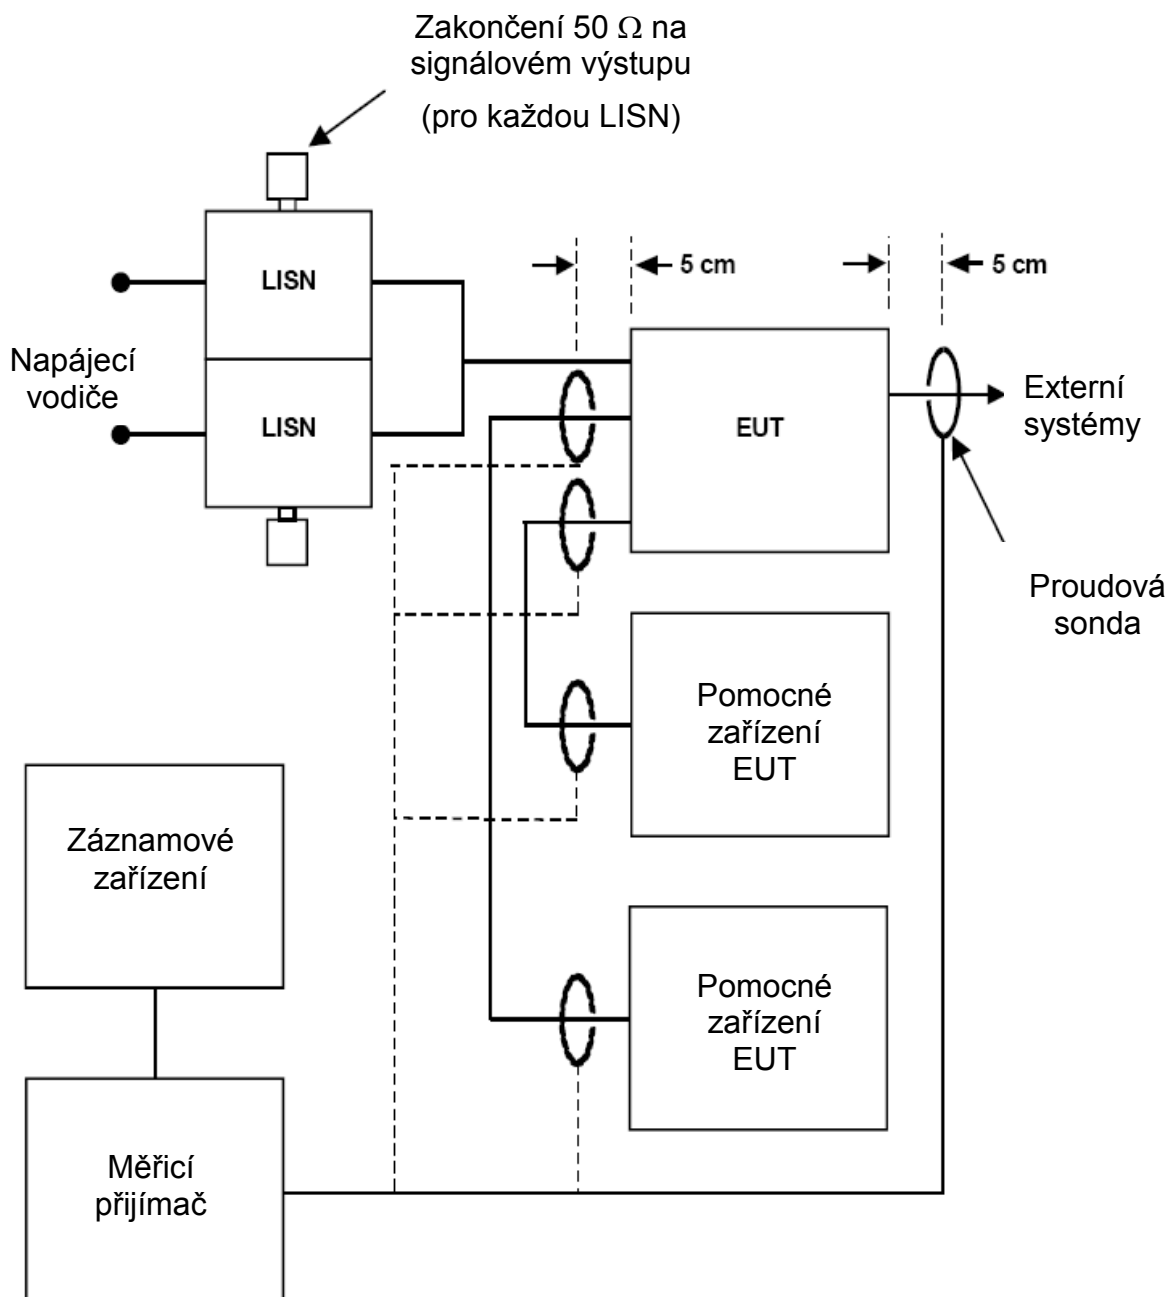 Zakončení 50 Ω na
signálovém výstupu
(pro každou LISN)
LISN
5 cm
5 cm
Napájecí
vodiče
LISN
EUT
Externí
systémy
Proudová
sonda
Pomocné
zařízení
EUT
Záznamové
zařízení
Pomocné
zařízení
EUT
Měřicí
přijímač